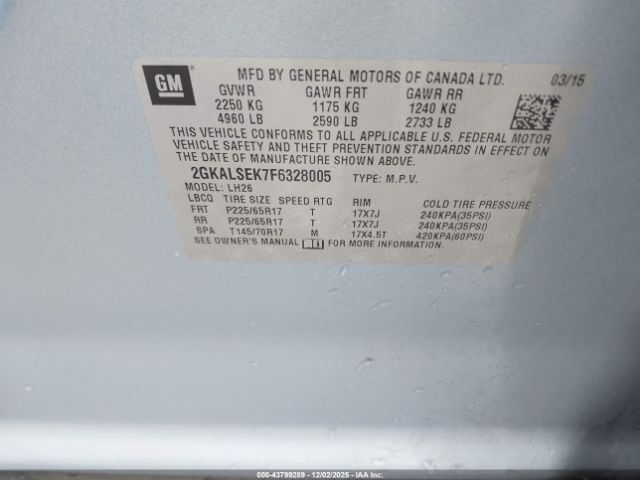 GM
MFD BY GENERAL MOTORS OF CANADA LTD. 03/15
GVWR GAWR FRT GAWR RR
2250 KG 1175 KG 1240 KG
4960 LB 2590 LB 2733 LB
THIS VEHICLE CONFORMS TO ALL APPLICABLE U.S. FEDERAL MOTOR
VEHICLE SAFETY AND THEFT PREVENTION STANDARDS IN EFFECT ON
THE DATE OF MANUFACTURE SHOWN ABOVE.
2GKALSEK7F6328005 TYPE: M.P.V.
MODEL: LH26
LBCQ TIRE SIZE SPEED RTG RIM COLD TIRE PRESSURE
FRT P225/65R17 T 17X7J 240KPA(35PSI)
RR P225/65R17 T 17X7J 240KPA(35PSI)
SPA T145/70R17 M 17X4.5T 420KPA(60PSI)
SEE OWNER'S MANUAL FOR MORE INFORMATION.
000-43799289 - 12/02/2025 - IAA Inc.